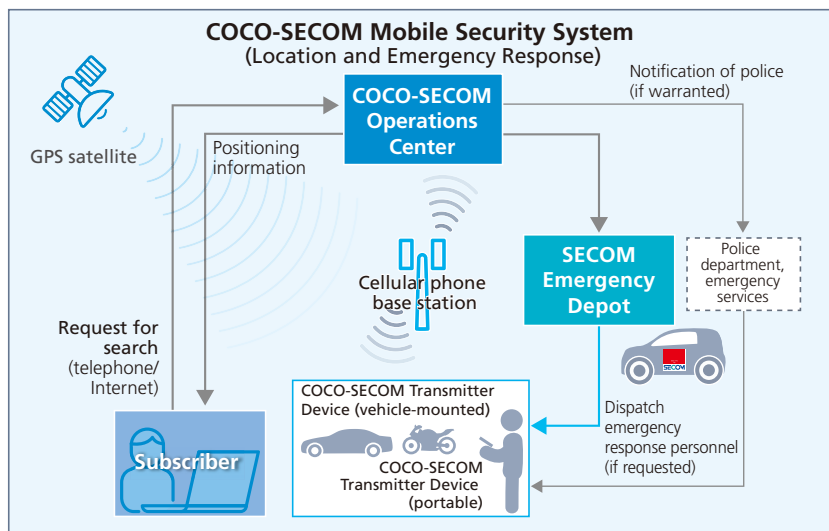 COCO-SECOM Mobile Security System
(Location and Emergency Response)
GPS satellite
Positioning
information
COCO-SECOM
Operations
Center
Notification of police
(if warranted)
Cellular phone
base station
SECOM
Emergency
Depot
Police
department,
emergency
services
Request for
search
(telephone/
Internet)
SECOM
Subscriber
COCO-SECOM Transmitter
Device (vehicle-mounted)
COCO-SECOM
Transmitter Device
(portable)
Dispatch
emergency
response personnel
(if requested)